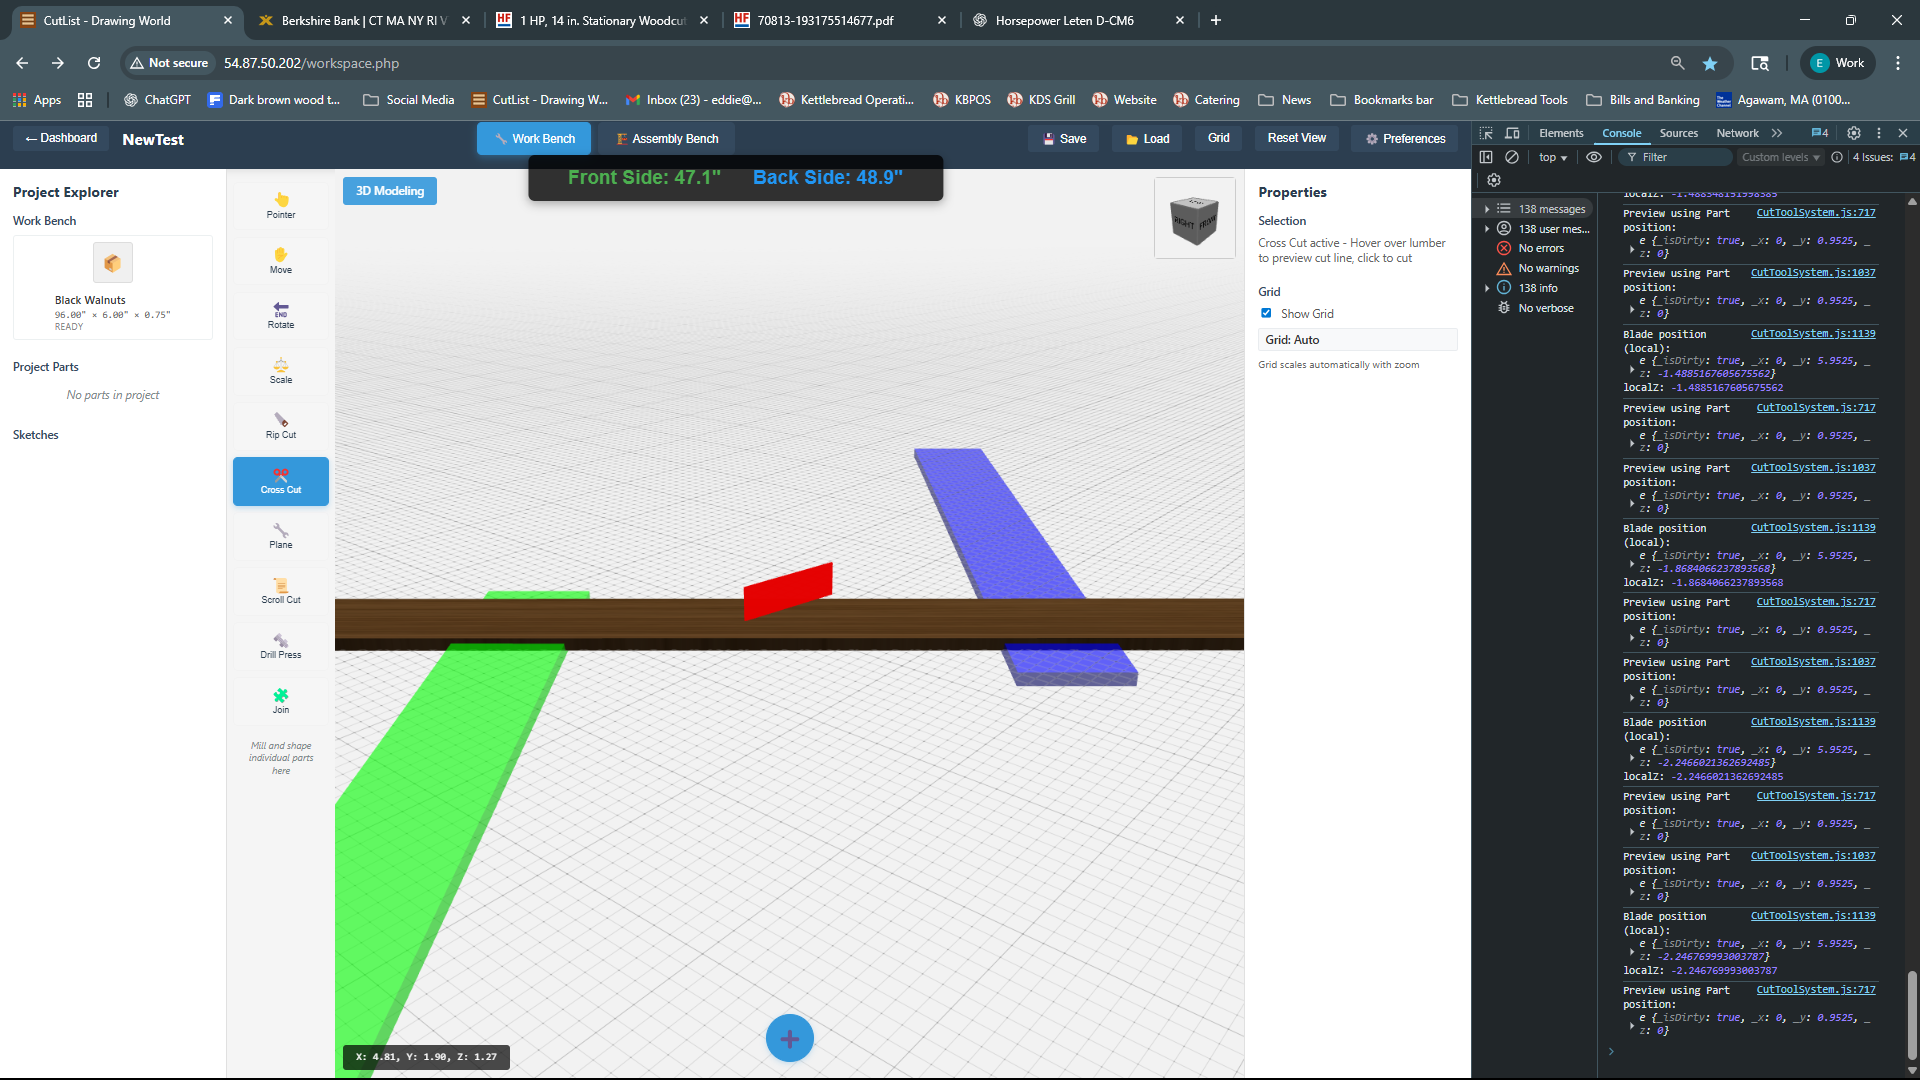 CutList - Drawing World
Berkshire Bank | CT MA NY RI V
1 HP, 14 in. Stationary Woodcut
70813-193175514677.pdf
Horsepower Leten D-CM6
Not secure
54.87.50.202/workspace.php
Work
Apps
ChatGPT
Dark brown wood t...
Social Media
CutList - Drawing W...
Inbox (23) - eddie@...
Kettlebread Operati...
KBPOS
KDS Grill
Website
Catering
News
Bookmarks bar
Kettlebread Tools
Bills and Banking
Agawam, MA (0100...
← Dashboard
NewTest
Work Bench
Assembly Bench
Save
Load
Grid
Reset View
Preferences
Front Side: 47.1" Back Side: 48.9"
Project Explorer
Work Bench
Black Walnuts
96.00" × 6.00" × 0.75"
READY
Project Parts
No parts in project
Sketches
Pointer
Move
END
Rotate
Scale
Rip Cut
Cross Cut
Plane
Scroll Cut
Drill Press
Join
Mill and shape
individual parts
here
3D Modeling
RIGHT
FRONT
X: 4.81, Y: 1.90, Z: 1.27
Properties
Selection
Cross Cut active - Hover over lumber
to preview cut line, click to cut
Grid
Show Grid
Grid: Auto
Grid scales automatically with zoom
Elements
Console
Sources
Network
4
top
Filter
Custom levels
4 Issues: 4
138 messages
138 user mes...
No errors
No warnings
138 info
No verbose
localZ: -1.488348151998385
Preview using Part CutToolSystem.js:717
position:
e {_isDirty: true, _x: 0, _y: 0.9525, _
z: 0}
Preview using Part CutToolSystem.js:1037
position:
e {_isDirty: true, _x: 0, _y: 0.9525, _
z: 0}
Blade position CutToolSystem.js:1139
(local):
e {_isDirty: true, _x: 0, _y: 5.9525, _
z: -1.4885167605675562}
localZ: -1.4885167605675562
Preview using Part CutToolSystem.js:717
position:
e {_isDirty: true, _x: 0, _y: 0.9525, _
z: 0}
Preview using Part CutToolSystem.js:1037
position:
e {_isDirty: true, _x: 0, _y: 0.9525, _
z: 0}
Blade position CutToolSystem.js:1139
(local):
e {_isDirty: true, _x: 0, _y: 5.9525, _
z: -1.8684066237893568}
localZ: -1.8684066237893568
Preview using Part CutToolSystem.js:717
position:
e {_isDirty: true, _x: 0, _y: 0.9525, _
z: 0}
Preview using Part CutToolSystem.js:1037
position:
e {_isDirty: true, _x: 0, _y: 0.9525, _
z: 0}
Blade position CutToolSystem.js:1139
(local):
e {_isDirty: true, _x: 0, _y: 5.9525, _
z: -2.2466021362692485}
localZ: -2.2466021362692485
Preview using Part CutToolSystem.js:717
position:
e {_isDirty: true, _x: 0, _y: 0.9525, _
z: 0}
Preview using Part CutToolSystem.js:1037
position:
e {_isDirty: true, _x: 0, _y: 0.9525, _
z: 0}
Blade position CutToolSystem.js:1139
(local):
e {_isDirty: true, _x: 0, _y: 5.9525, _
z: -2.246769993003787}
localZ: -2.246769993003787
Preview using Part CutToolSystem.js:717
position:
e {_isDirty: true, _x: 0, _y: 0.9525, _
z: 0}